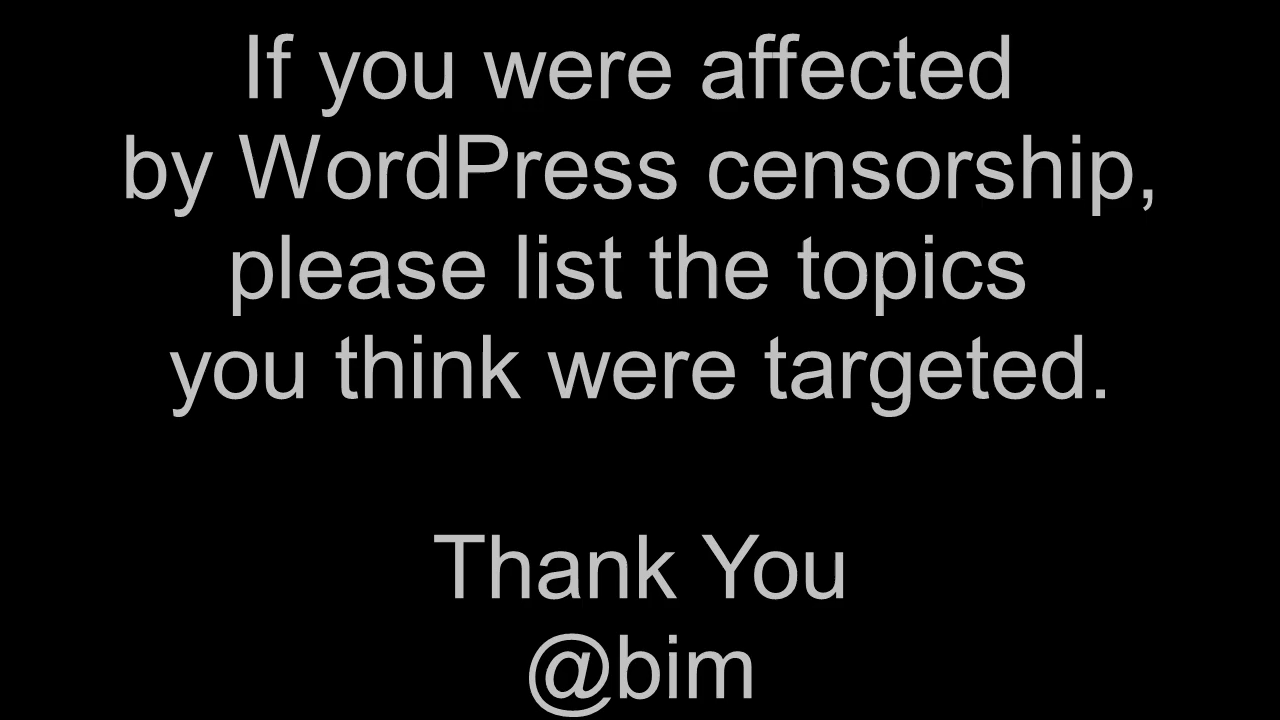 If you were affected
by WordPress censorship,
please list the topics
you think were targeted.
Thank You
@bim